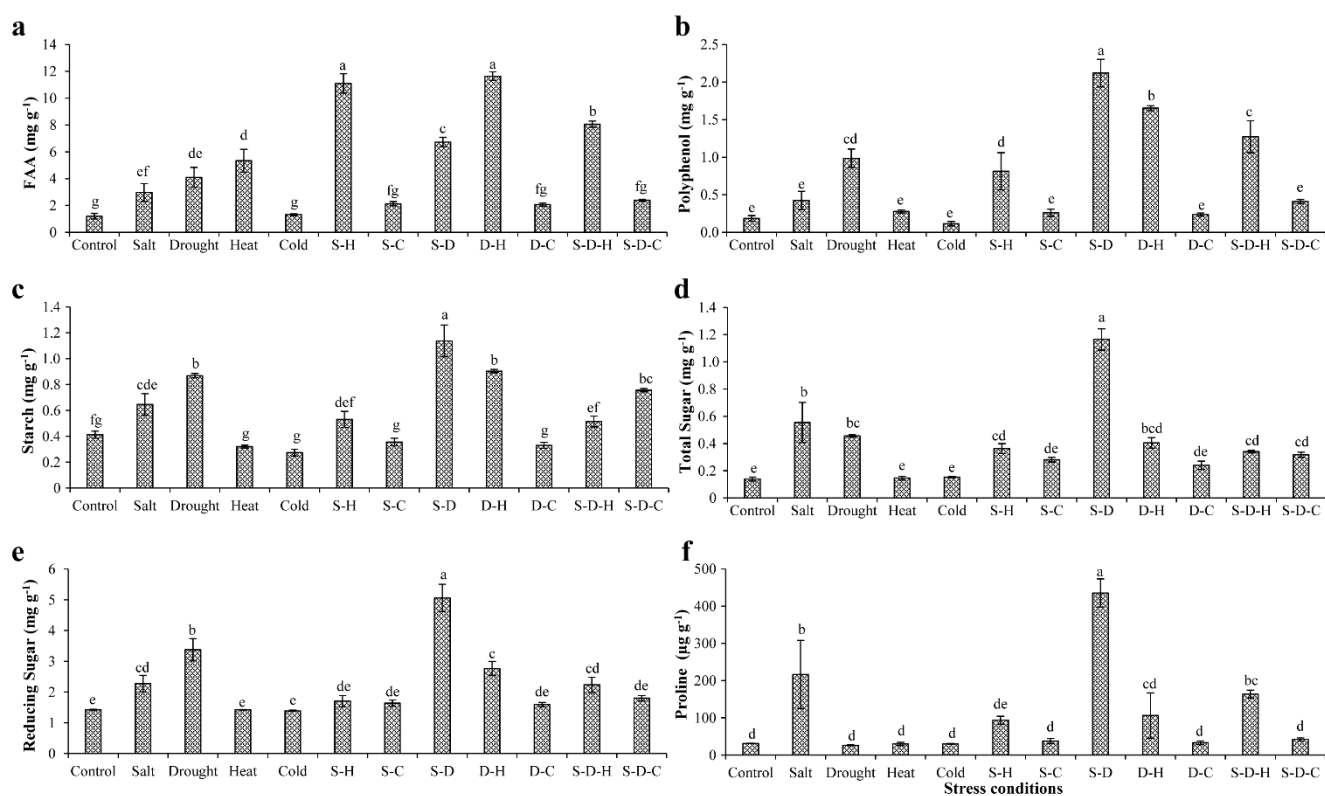 a
FAA (mg g⁻¹)
14
12
10
8
6
4
2
0
g
ef
de
d
g
a
fg
c
a
fg
b
fg
Control Salt Drought Heat Cold S-H S-C S-D D-H D-C S-D-H S-D-C
b
Polyphenol (mg g⁻¹)
2.5
2.0
1.5
1.0
0.5
0.0
e
e
cd
e
e
d
e
a
b
e
c
e
Control Salt Drought Heat Cold S-H S-C S-D D-H D-C S-D-H S-D-C
c
Starch (mg g⁻¹)
1.4
1.2
1.0
0.8
0.6
0.4
0.2
0
fg
cde
b
g
g
def
g
a
b
g
ef
bc
Control Salt Drought Heat Cold S-H S-C S-D D-H D-C S-D-H S-D-C
d
Total Sugar (mg g⁻¹)
1.4
1.2
1.0
0.8
0.6
0.4
0.2
0
e
b
bc
e
e
cd
de
a
bcd
de
cd
cd
Control Salt Drought Heat Cold S-H S-C S-D D-H D-C S-D-H S-D-C
e
Reducing Sugar (mg g⁻¹)
6
5
4
3
2
1
0
e
cd
b
e
e
de
de
a
c
de
cd
de
Control Salt Drought Heat Cold S-H S-C S-D D-H D-C S-D-H S-D-C
f
Proline (µg g⁻¹)
500
400
300
200
100
0
d
b
d
d
d
de
d
a
cd
d
bc
d
Control Salt Drought Heat Cold S-H S-C S-D D-H D-C S-D-H S-D-C
Stress conditions